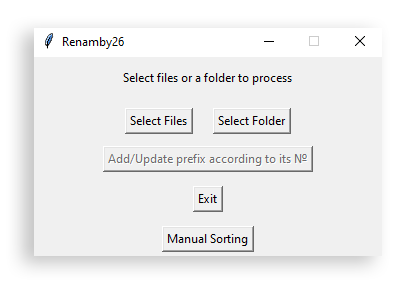 Renamby26
Select files or a folder to process
Select Files Select Folder
Add/Update prefix according to its №
Exit
Manual Sorting